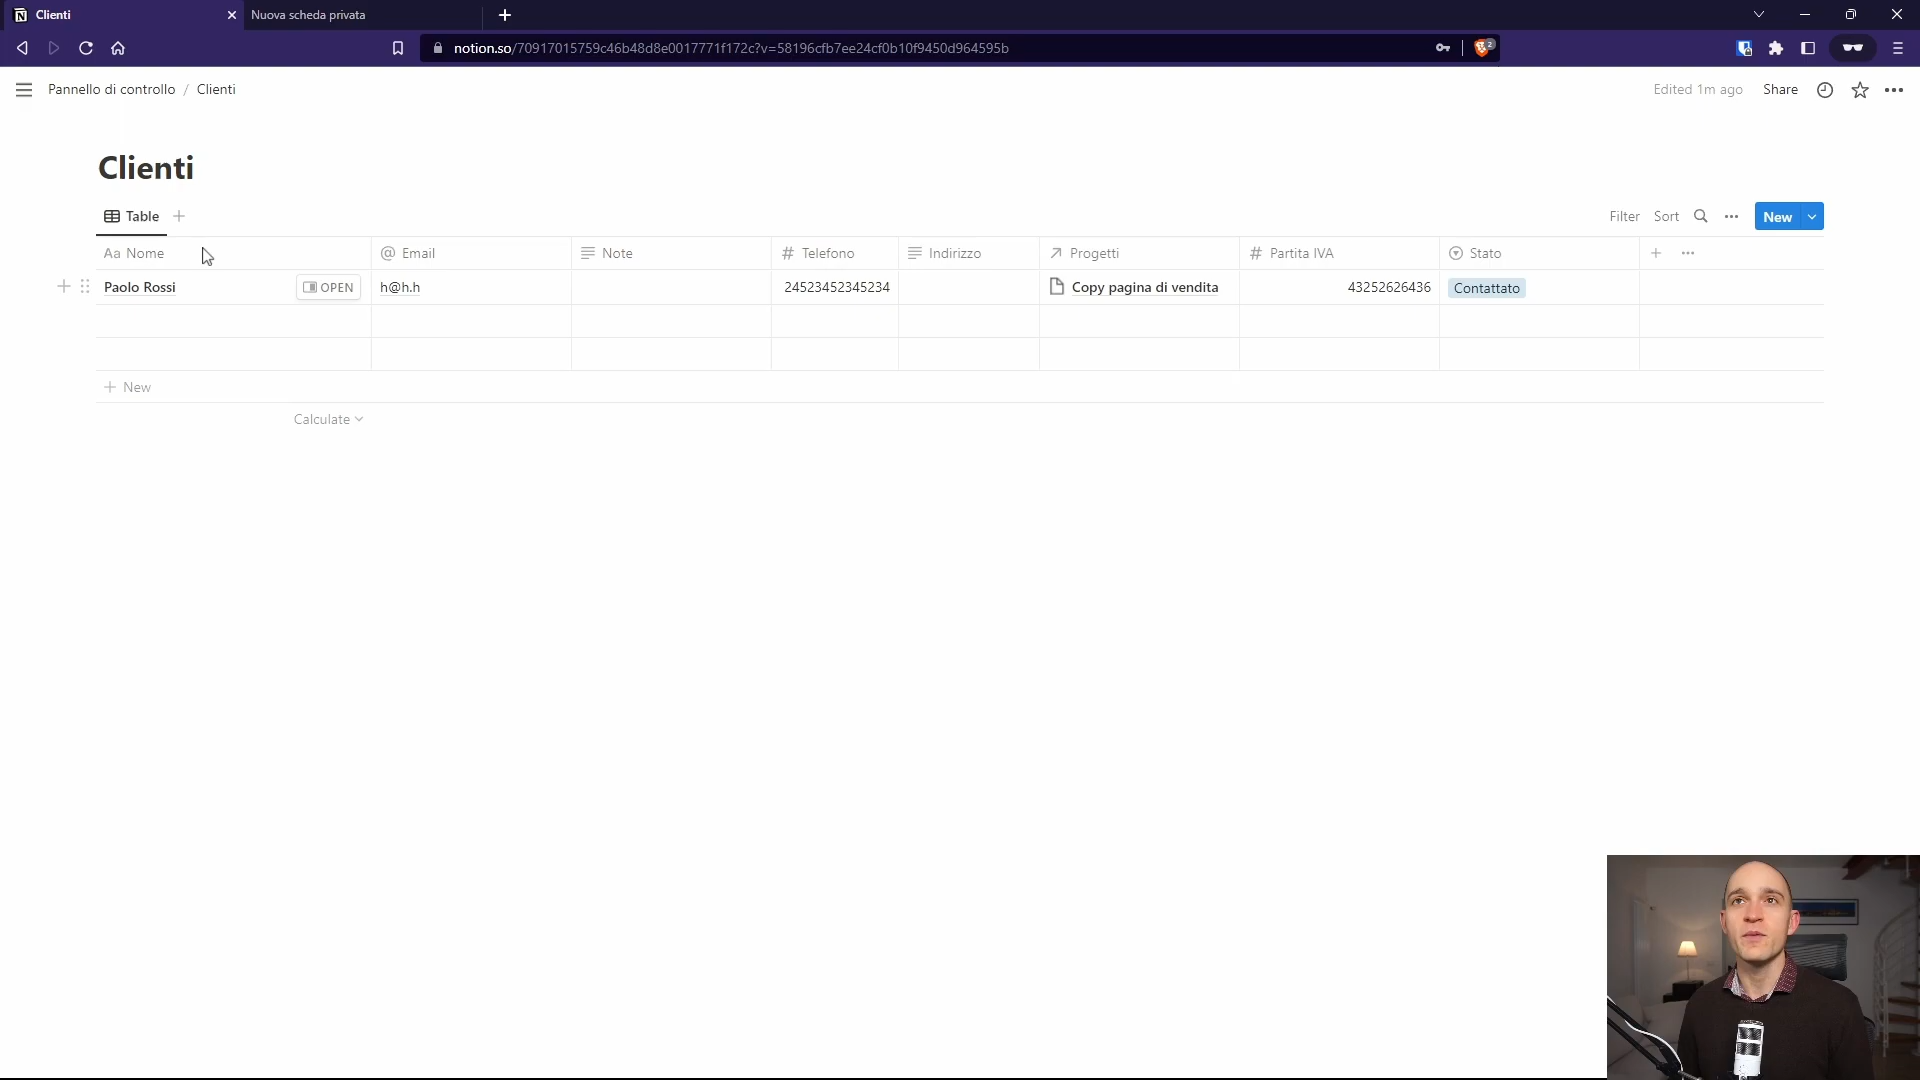 Clienti
Nuova scheda privata
notion.so/70917015759c46b48d8e0017771f172c?v=58196cfb7ee24cf0b10f9450d964595b
2
Pannello di controllo / Clienti
Edited 1m ago
Share
Clienti
Table
Filter
Sort
New
Aa Nome
@ Email
Note
# Telefono
Indirizzo
Progetti
# Partita IVA
Stato
Paolo Rossi
OPEN
h@h.h
24523452345234
Copy pagina di vendita
43252626436
Contattato
+ New
Calculate